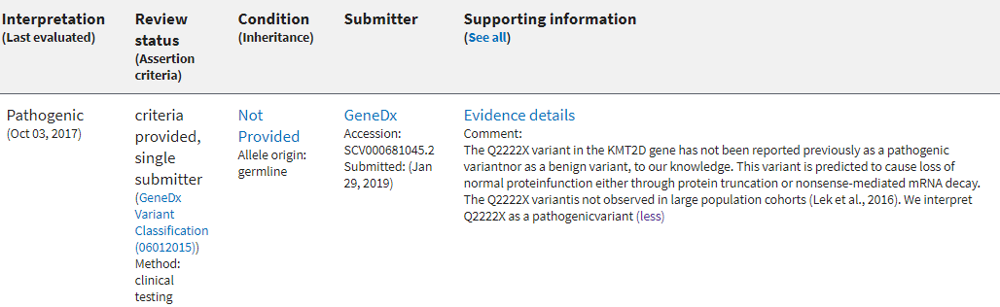 Interpretation
(Last evaluated)
Review
status
(Assertion
criteria)
Condition
(Inheritance)
Submitter
Supporting information
(See all)
Pathogenic
(Oct 03, 2017)
criteria
provided,
single
submitter
(GeneDx
Variant
Classification
(06012015))
Method:
clinical
testing
Not
Provided
Allele origin:
germline
GeneDx
Accession:
SCV000681045.2
Submitted: (Jan
29, 2019)
Evidence details
Comment:
The Q2222X variant in the KMT2D gene has not been reported previously as a pathogenic
variantnor as a benign variant, to our knowledge. This variant is predicted to cause loss of
normal proteinfunction either through protein truncation or nonsense-mediated mRNA decay.
The Q2222X variantis not observed in large population cohorts (Lek et al., 2016). We interpret
Q2222X as a pathogenicvariant (less)